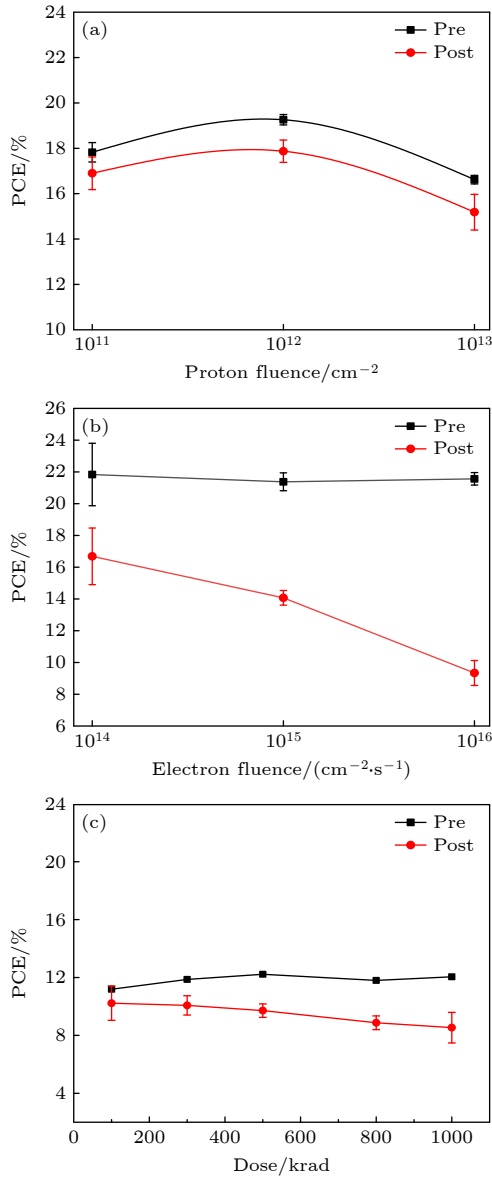 24
(a)
Pre
22
Post
20
18
16
14
12
10
PCE/%
10¹¹
10¹²
10¹³
Proton fluence/cm⁻²
26
(b)
Pre
24
Post
22
20
18
16
14
12
10
8
6
PCE/%
10¹⁴
10¹⁵
10¹⁶
Electron fluence/(cm⁻²·s⁻¹)
24
(c)
Pre
Post
20
16
12
8
4
PCE/%
0 200 400 600 800 1000
Dose/krad